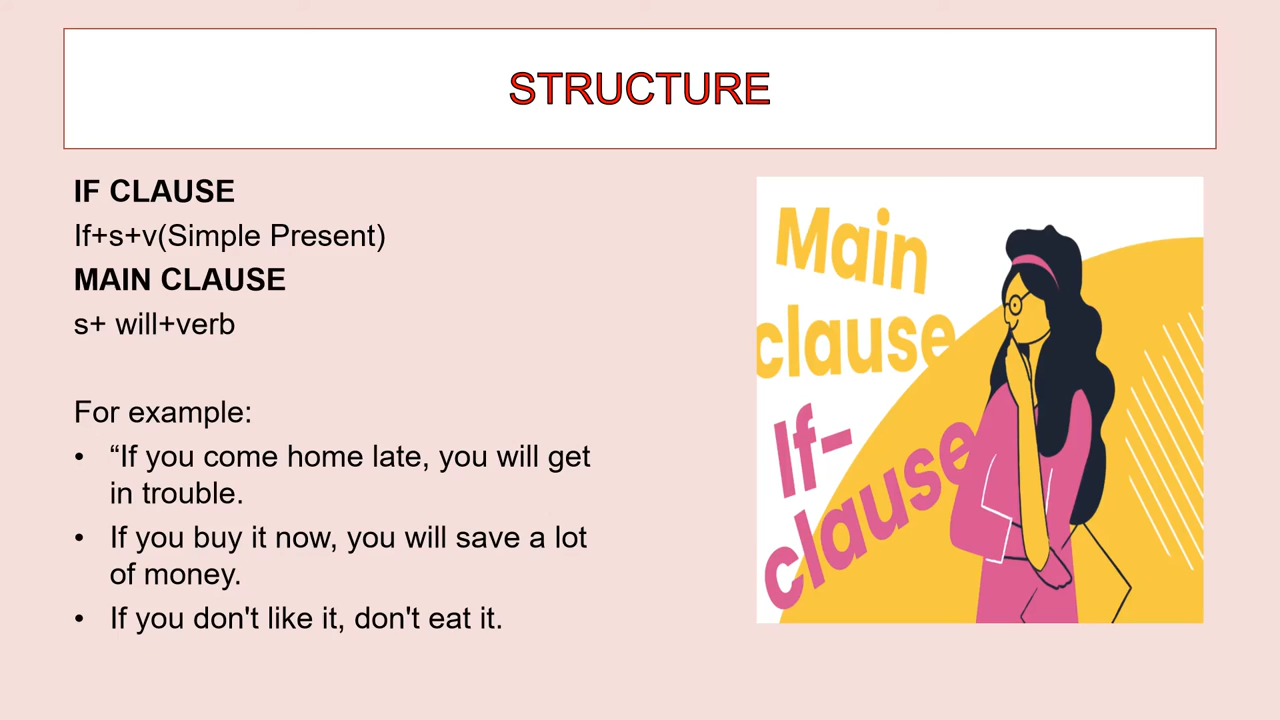 STRUCTURE
IF CLAUSE
If+s+v(Simple Present)
MAIN CLAUSE
s+ will+verb
For example:
• “If you come home late, you will get
in trouble.
• If you buy it now, you will save a lot
of money.
• If you don't like it, don't eat it.
Main
clause
If-
clause